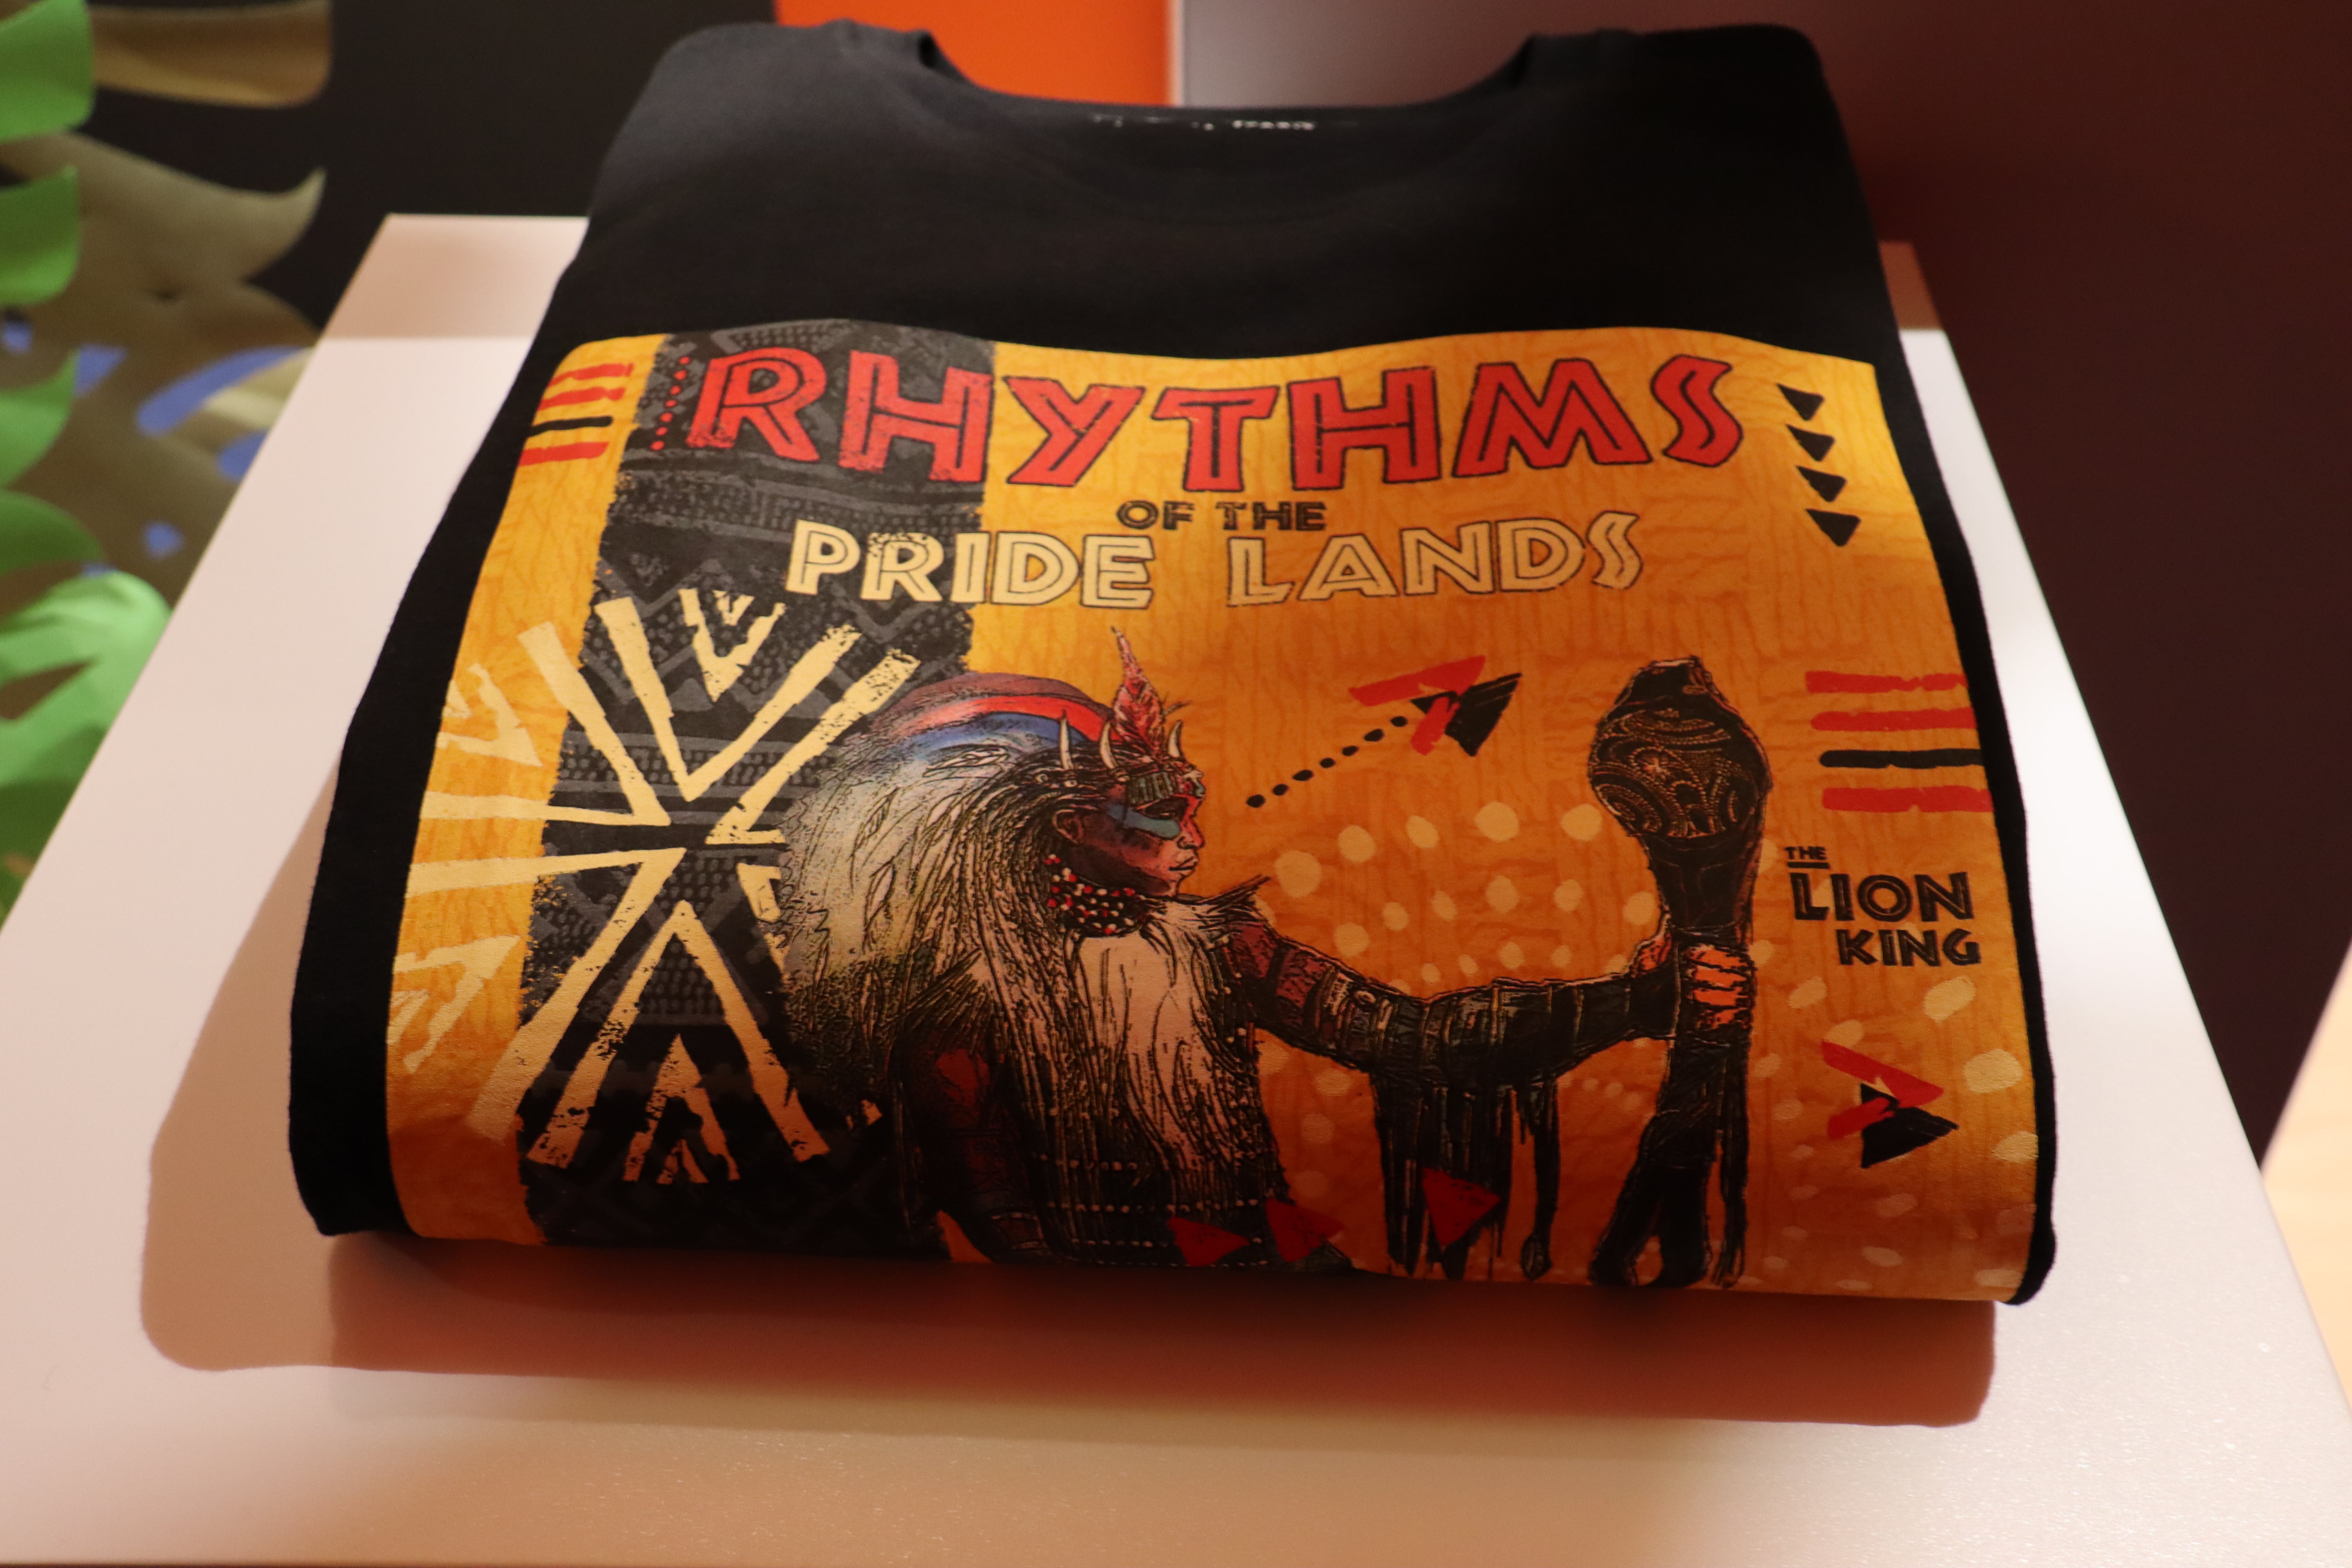 RHYTHMS
OF THE
PRIDE LANDS
THE
LION
KING